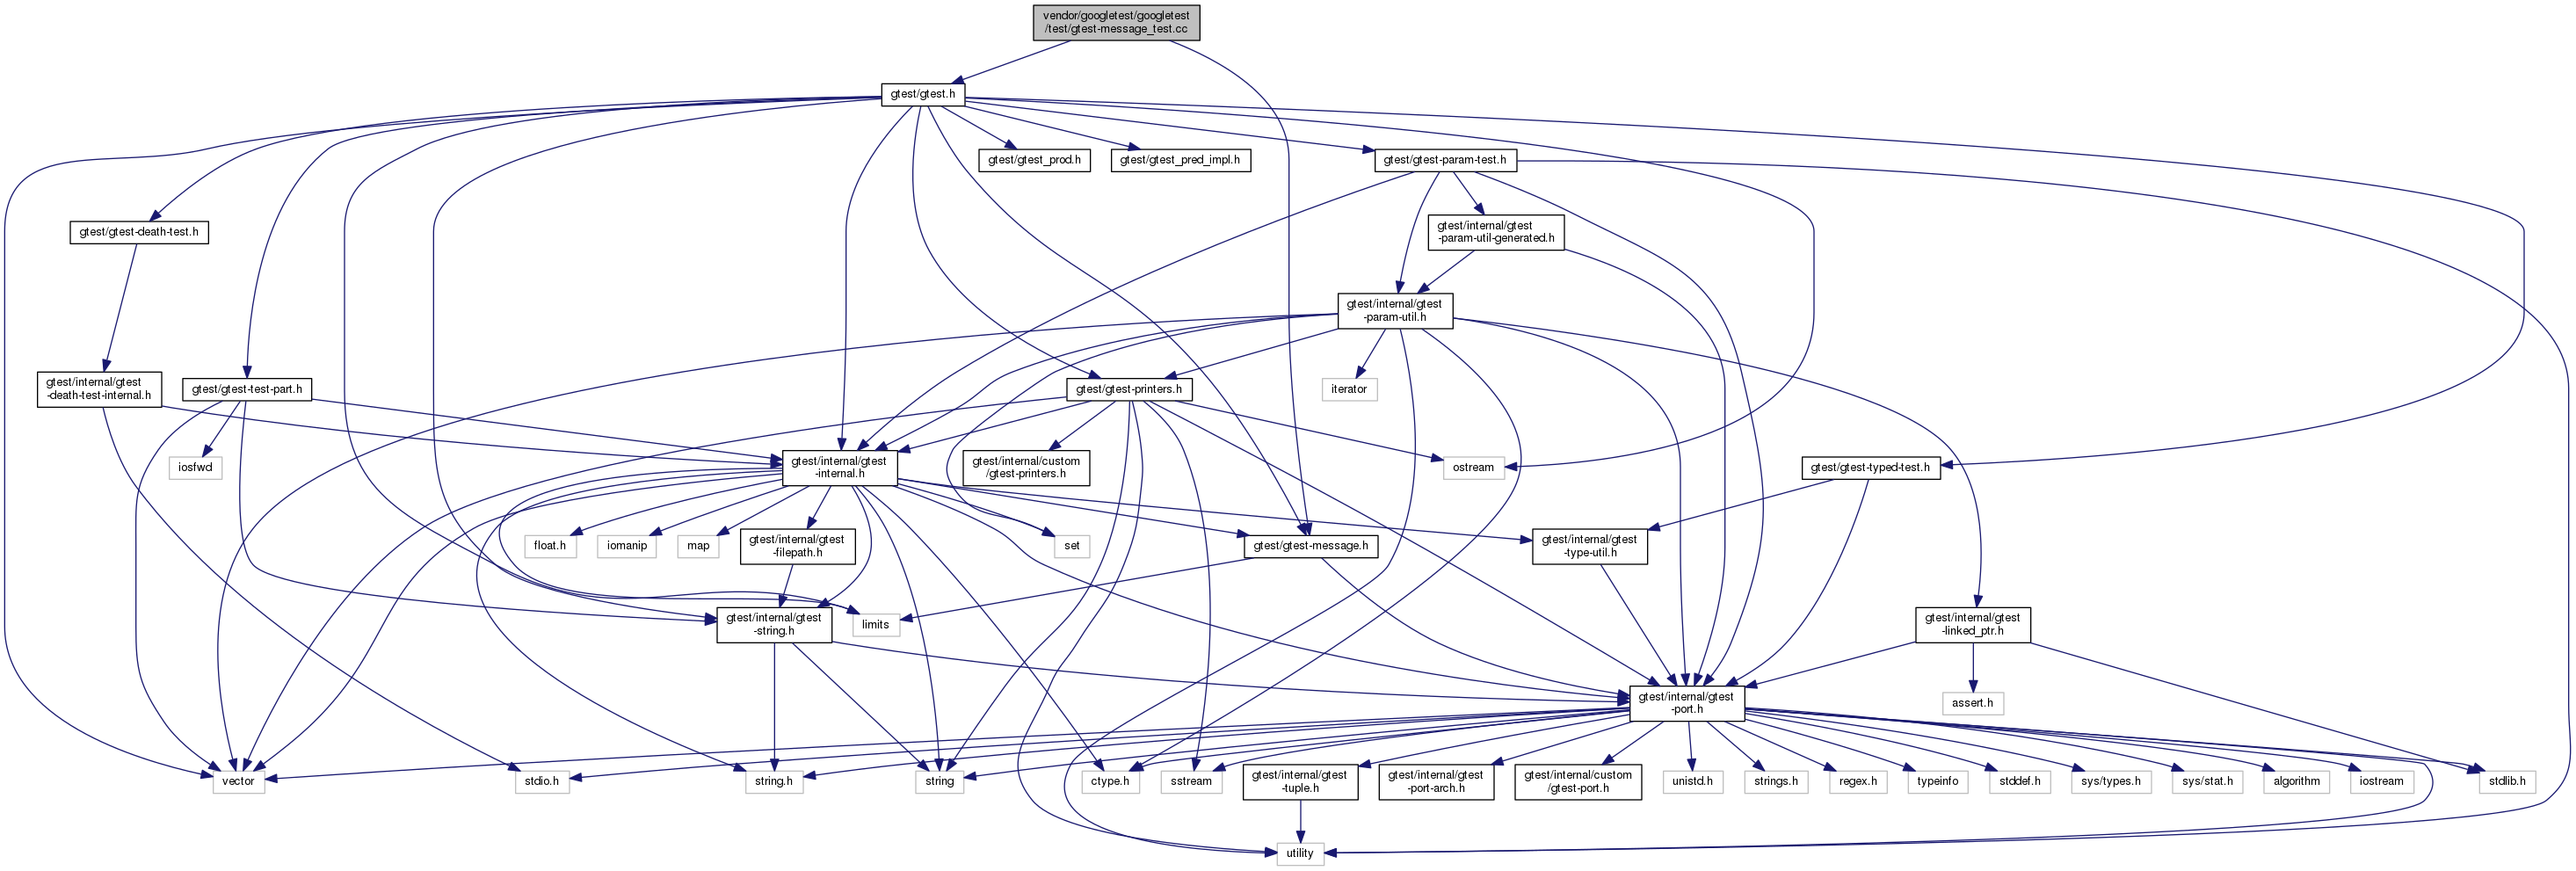 vendor/googletest/googletest
/test/gtest-message_test.cc
gtest/gtest.h
gtest/gtest_prod.h
gtest/gtest_pred_impl.h
gtest/gtest-param-test.h
gtest/gtest-death-test.h
gtest/internal/gtest
-param-util-generated.h
gtest/internal/gtest
-param-util.h
gtest/internal/gtest
-death-test-internal.h
gtest/gtest-test-part.h
gtest/gtest-printers.h
iterator
iosfwd
gtest/internal/gtest
-internal.h
gtest/internal/custom
/gtest-printers.h
ostream
gtest/gtest-typed-test.h
float.h
iomanip
map
gtest/internal/gtest
-filepath.h
set
gtest/gtest-message.h
gtest/internal/gtest
-type-util.h
gtest/internal/gtest
-string.h
limits
gtest/internal/gtest
-linked_ptr.h
gtest/internal/gtest
-port.h
assert.h
vector
stdio.h
string.h
string
ctype.h
sstream
gtest/internal/gtest
-tuple.h
gtest/internal/gtest
-port-arch.h
gtest/internal/custom
/gtest-port.h
unistd.h
strings.h
regex.h
typeinfo
stddef.h
sys/types.h
sys/stat.h
algorithm
iostream
stdlib.h
utility